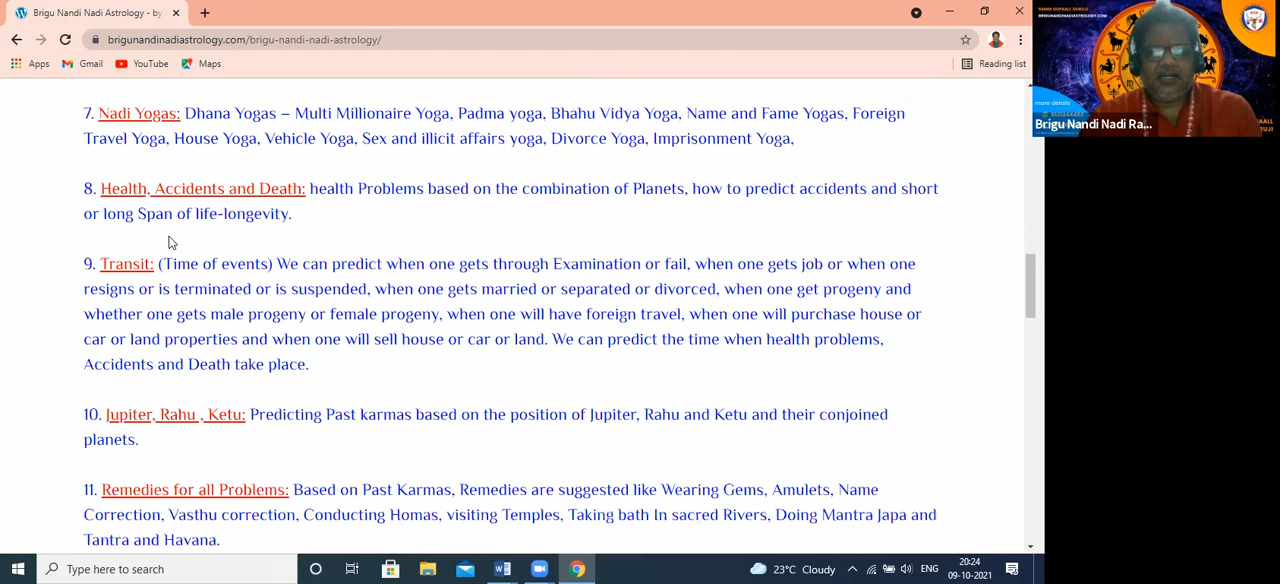 Brigu Nandi Nadi Astrology - by
brigunandinadiastrology.com/brigu-nandi-nadi-astrology/
Apps Gmail YouTube Maps Reading list
7. Nadi Yogas: Dhana Yogas – Multi Millionaire Yoga, Padma yoga, Bhahu Vidya Yoga, Name and Fame Yogas, Foreign
Travel Yoga, House Yoga, Vehicle Yoga, Sex and illicit affairs yoga, Divorce Yoga, Imprisonment Yoga,
8. Health, Accidents and Death: health Problems based on the combination of Planets, how to predict accidents and short
or long Span of life-longevity.
9. Transit: (Time of events) We can predict when one gets through Examination or fail, when one gets job or when one
resigns or is terminated or is suspended, when one gets married or separated or divorced, when one get progeny and
whether one gets male progeny or female progeny, when one will have foreign travel, when one will purchase house or
car or land properties and when one will sell house or car or land. We can predict the time when health problems,
Accidents and Death take place.
10. Jupiter, Rahu , Ketu: Predicting Past karmas based on the position of Jupiter, Rahu and Ketu and their conjoined
planets.
11. Remedies for all Problems: Based on Past Karmas, Remedies are suggested like Wearing Gems, Amulets, Name
Correction, Vasthu correction, Conducting Homas, visiting Temples, Taking bath In sacred Rivers, Doing Mantra Japa and
Tantra and Havana.
BRIGUNANDINADIASTROLOGY.COM
more details
Brigu Nandi Nadi Ra...
Type here to search
23°C Cloudy
ENG
20:24
09-10-2021